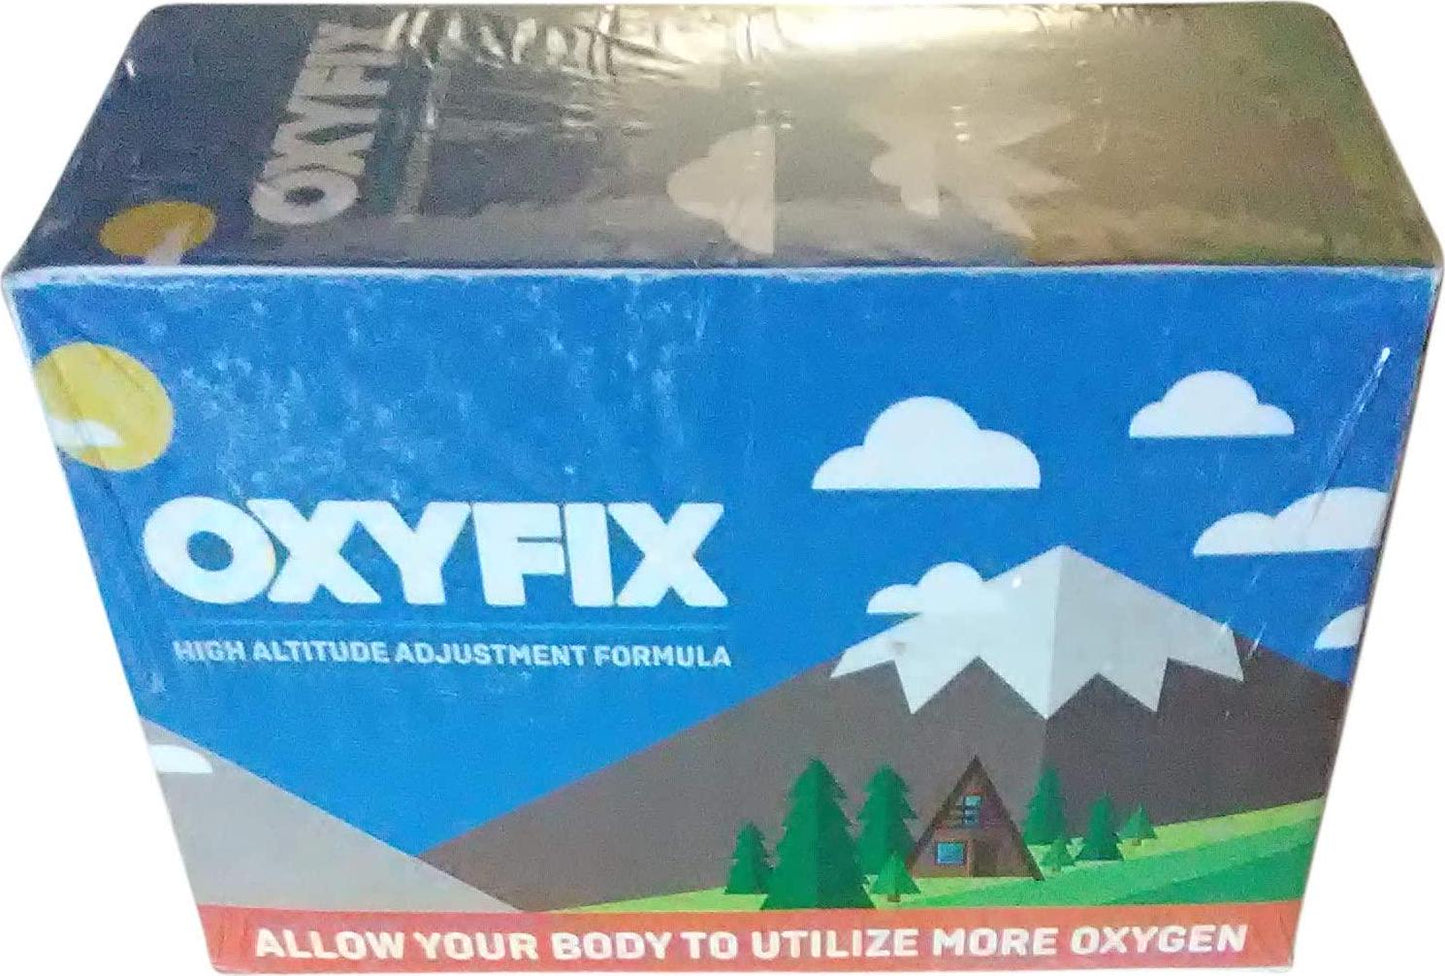 OXYFIX
OXYFIX
HIGH ALTITUDE ADJUSTMENT FORMULA
ALLOW YOUR BODY TO UTILIZE MORE OXYGEN